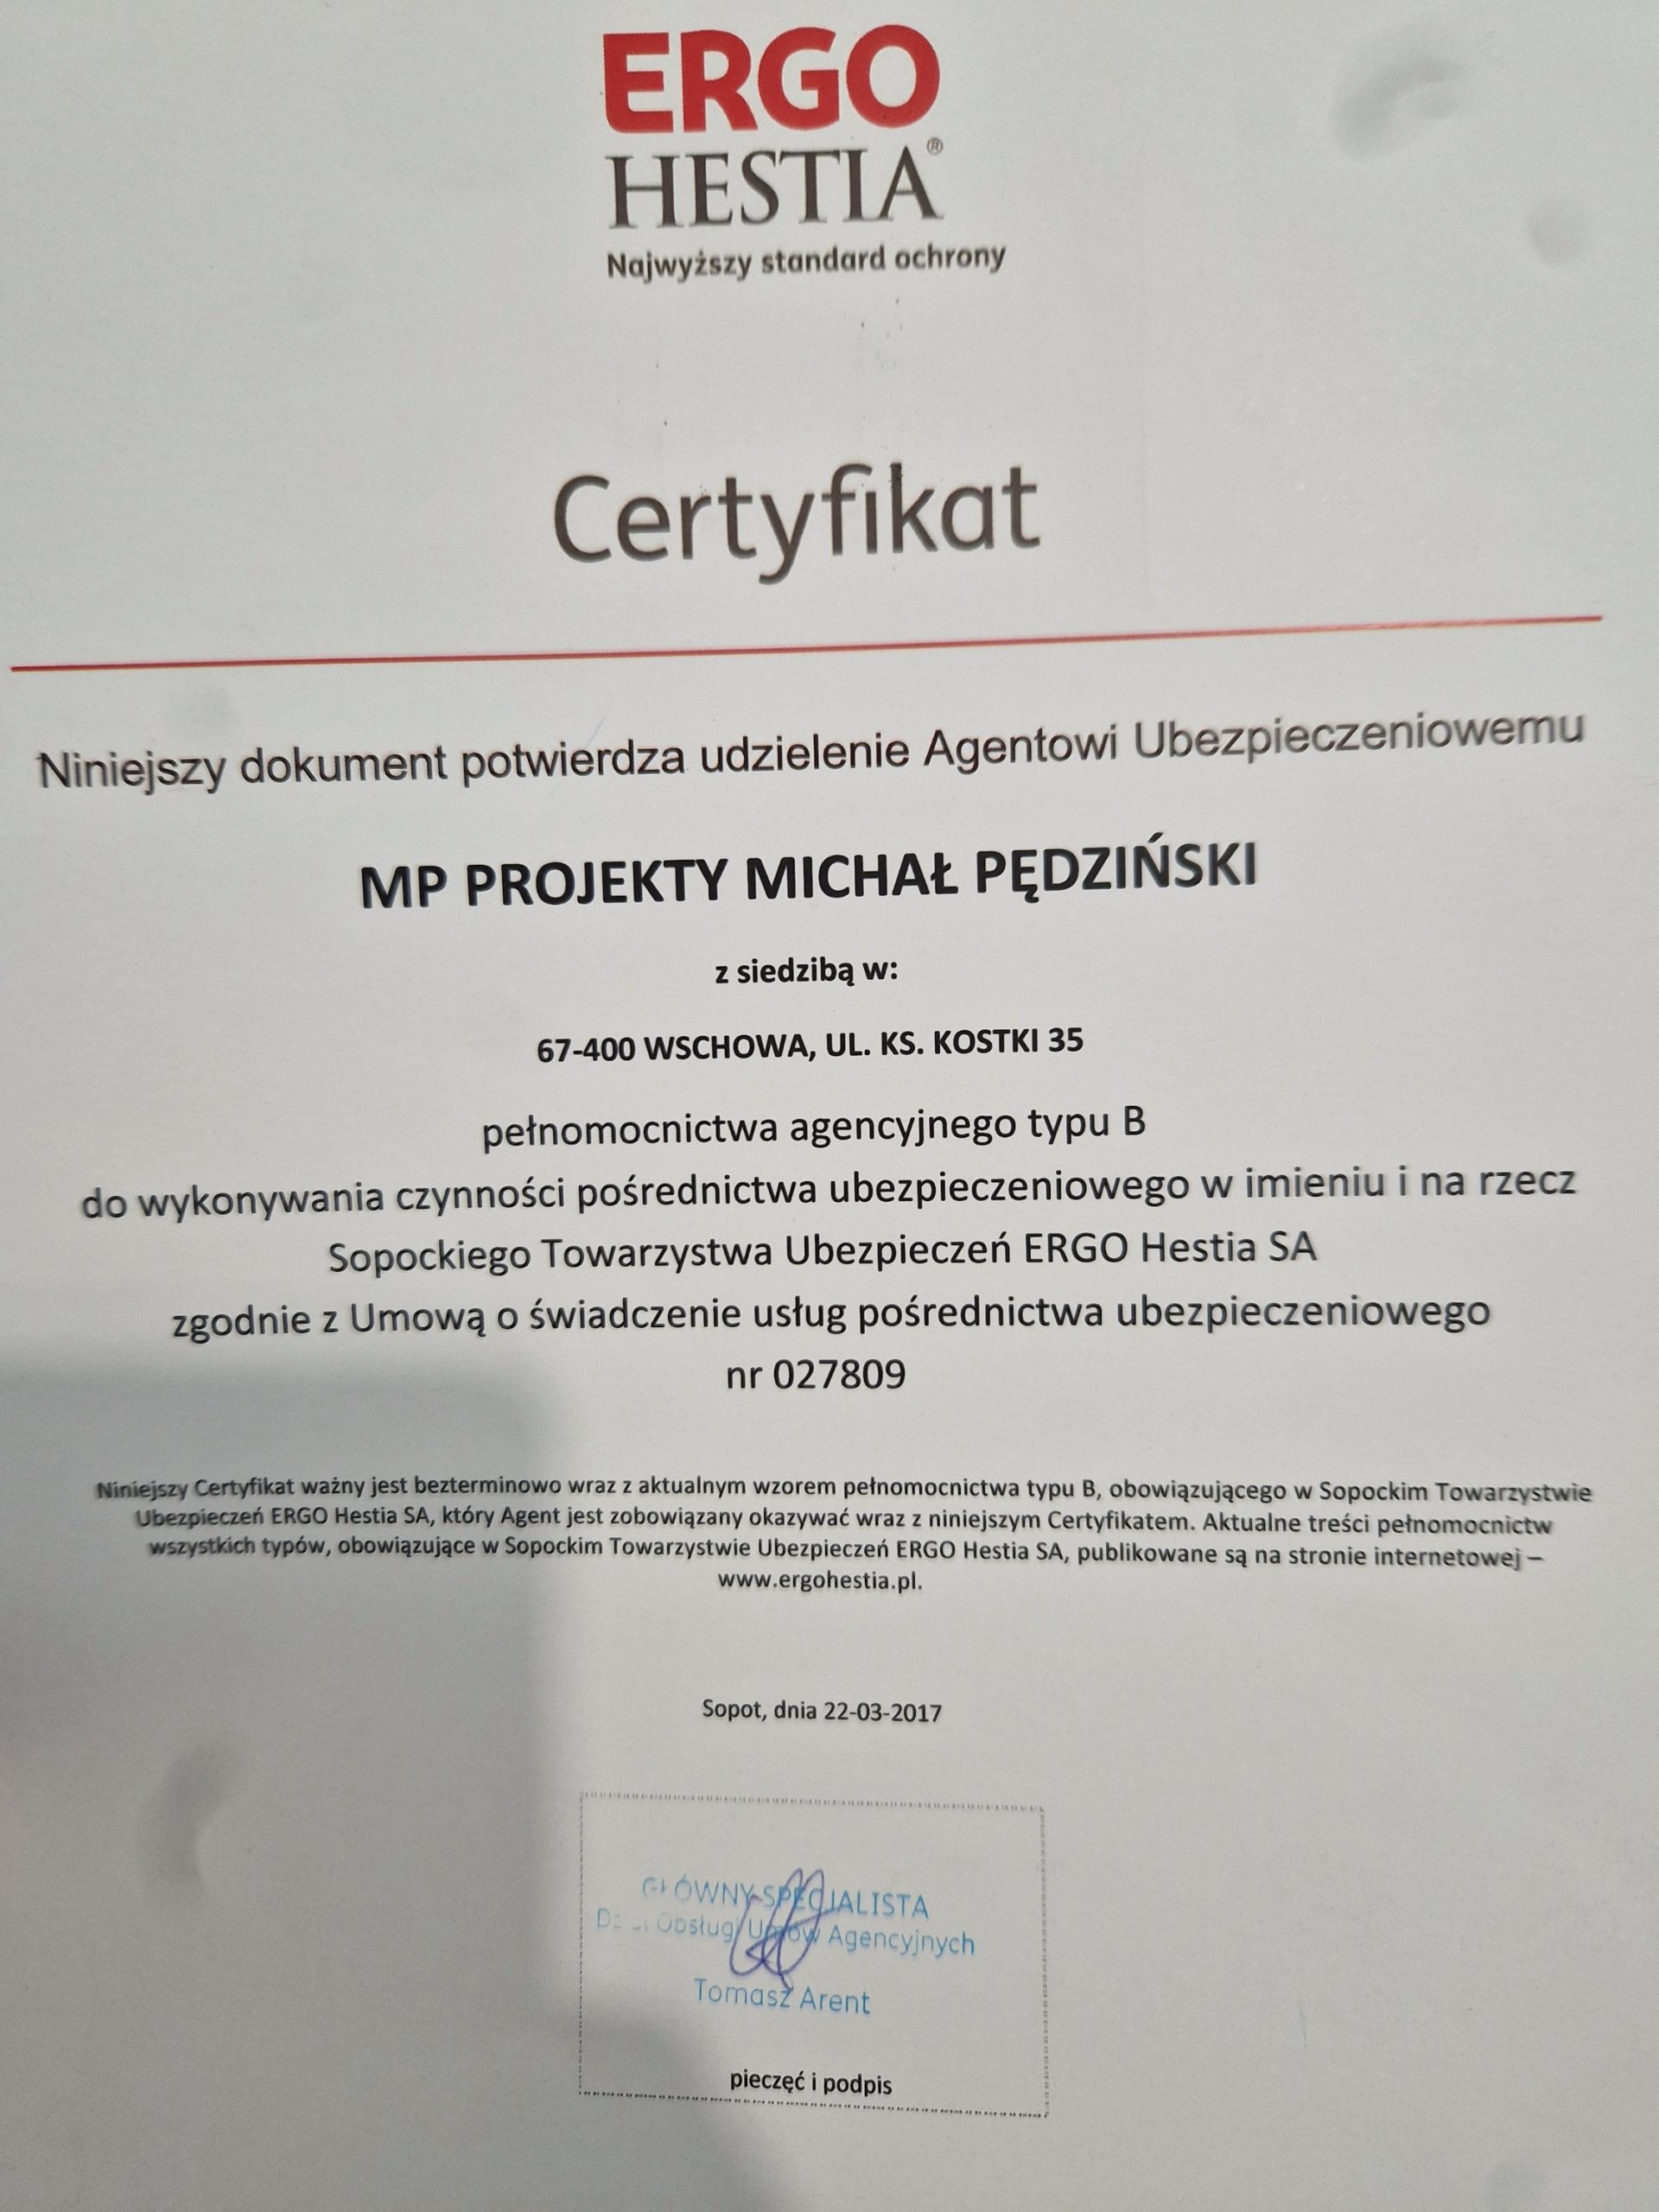 ERGO
HESTIA®
Najwyższy standard ochrony
Certyfikat
Niniejszy dokument potwierdza udzielenie Agentowi Ubezpieczeniowemu
MP PROJEKTY MICHAŁ PĘDZIŃSKI
z siedzibą w:
67-400 WSCHOWA, UL. KS. KOSTKI 35
pełnomocnictwa agencyjnego typu B
do wykonywania czynności pośrednictwa ubezpieczeniowego w imieniu i na rzecz
Sopockiego Towarzystwa Ubezpieczeń ERGO Hestia SA
zgodnie z Umową o świadczenie usług pośrednictwa ubezpieczeniowego
nr 027809
Niniejszy Certyfikat ważny jest bezterminowo wraz z aktualnym wzorem pełnomocnictwa typu B, obowiązującego w Sopockim Towarzystwie
Ubezpieczeń ERGO Hestia SA, który Agent jest zobowiązany okazywać wraz z niniejszym Certyfikatem. Aktualne treści pełnomocnictw
wszystkich typów, obowiązujące w Sopockim Towarzystwie Ubezpieczeń ERGO Hestia SA, publikowane są na stronie internetowej –
www.ergohestia.pl.
Sopot, dnia 22-03-2017
GŁÓWNY SPECJALISTA
Obsługi Umów Agencyjnych
Tomasz Arent
pieczęć i podpis